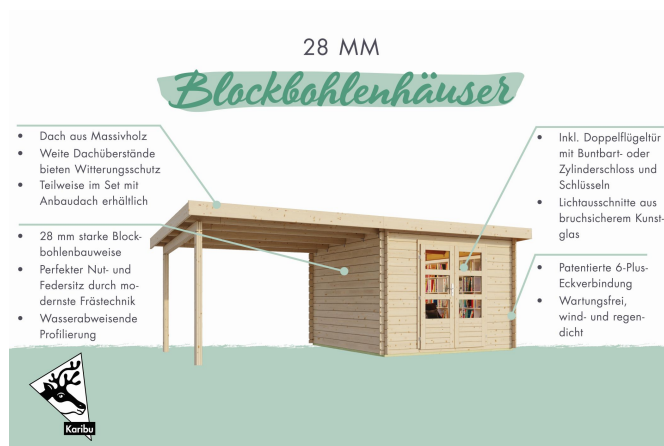 28 MM
Blockbohlenhäuser
• Dach aus Massivholz
• Weite Dachüberstände
bieten Witterungsschutz
• Teilweise im Set mit
Anbaudach erhältlich
• 28 mm starke Block-
bohlenbauweise
• Perfekter Nut- und
Federsitz durch mo-
dernste Frästechnik
• Wasserabweisende
Profilierung
• Inkl. Doppelflügeltür
mit Buntbart- oder
Zylinderschloss und
Schlüsseln
• Lichtausschnitte aus
bruchsicherem Kunst-
glas
• Patentierte 6-Plus-
Eckverbindung
• Wartungsfrei,
wind- und regen-
dicht
Karibu